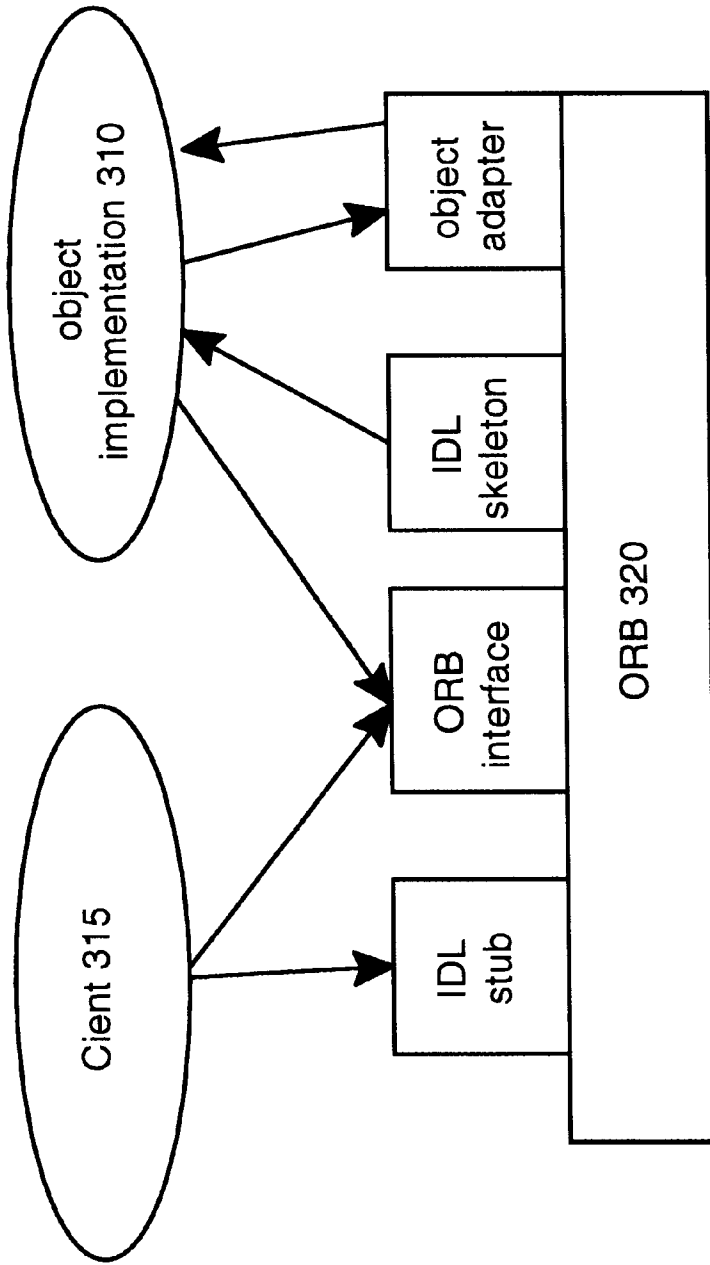 Cient 315
object
implementation 310
IDL
stub
ORB
interface
IDL
skeleton
object
adapter
ORB 320